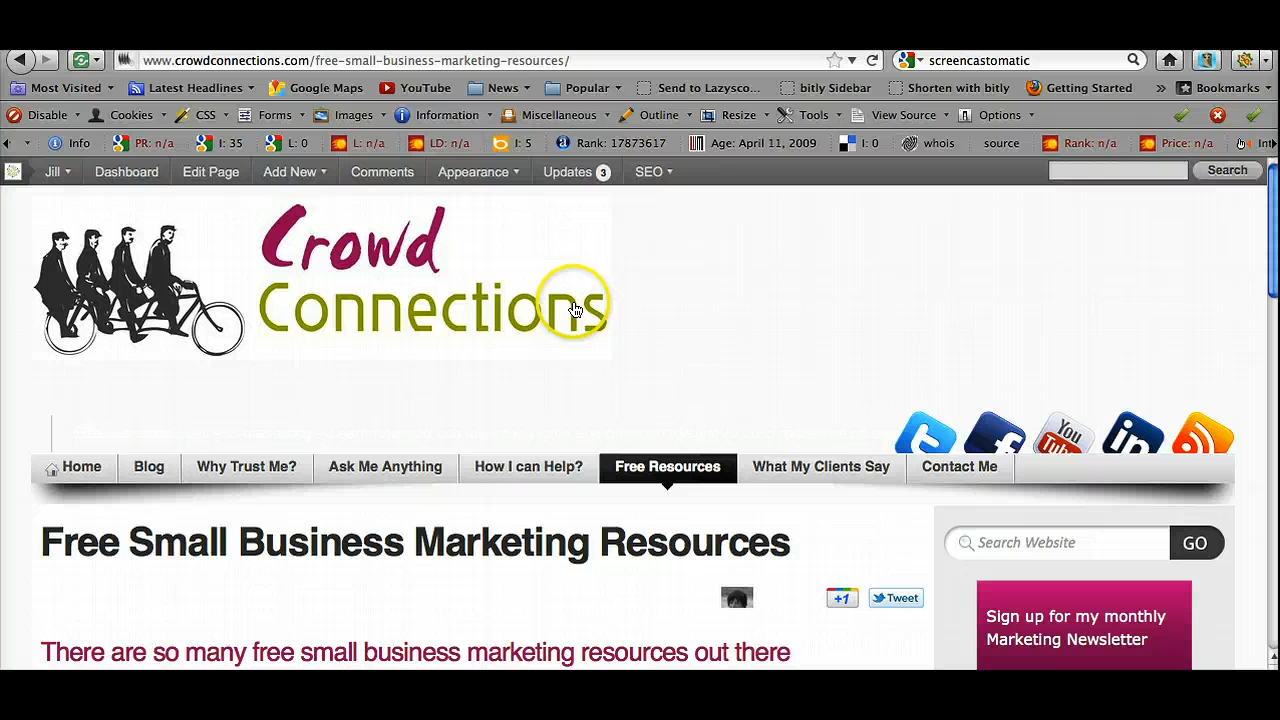 www.crowdconnections.com/free-small-business-marketing-resources/ screencastomatic
Most Visited Latest Headlines Google Maps YouTube News Popular Send to Lazysco... bitly Sidebar Shorten with bitly Getting Started » Bookmarks
Disable Cookies CSS Forms Images Information Miscellaneous Outline Resize Tools View Source Options
Info PR: n/a I: 35 L: 0 L: n/a LD: n/a I: 5 Rank: 17873617 Age: April 11, 2009 I: 0 whois source Rank: n/a Price: n/a Int
Jill Dashboard Edit Page Add New Comments Appearance Updates 3 SEO Search
Crowd
Connections
You
Tube
in
Home Blog Why Trust Me? Ask Me Anything How I can Help? Free Resources What My Clients Say Contact Me
Free Small Business Marketing Resources
Search Website GO
+1 Tweet
Sign up for my monthly
Marketing Newsletter
There are so many free small business marketing resources out there